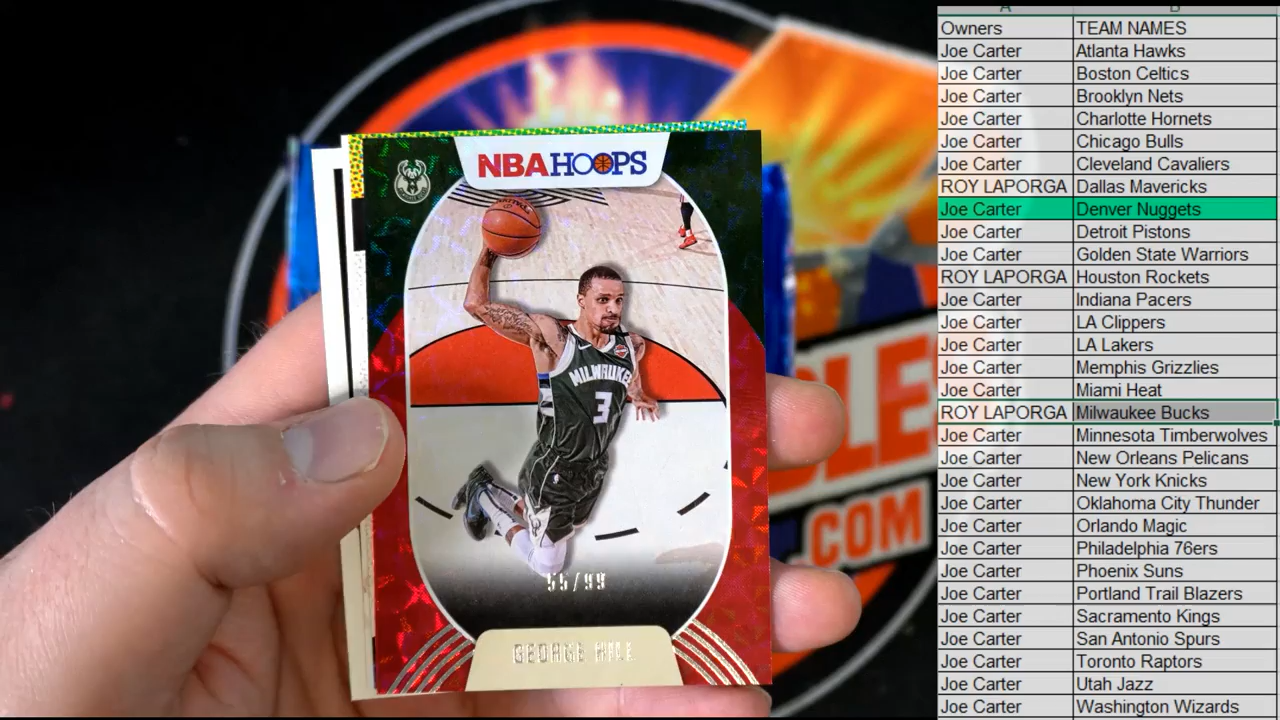 NBA HOOPS
MILWAUKEE
3
55/99
GEORGE HILL
.COM
A B
Owners TEAM NAMES
Joe Carter Atlanta Hawks
Joe Carter Boston Celtics
Joe Carter Brooklyn Nets
Joe Carter Charlotte Hornets
Joe Carter Chicago Bulls
Joe Carter Cleveland Cavaliers
ROY LAPORGA Dallas Mavericks
Joe Carter Denver Nuggets
Joe Carter Detroit Pistons
Joe Carter Golden State Warriors
ROY LAPORGA Houston Rockets
Joe Carter Indiana Pacers
Joe Carter LA Clippers
Joe Carter LA Lakers
Joe Carter Memphis Grizzlies
Joe Carter Miami Heat
ROY LAPORGA Milwaukee Bucks
Joe Carter Minnesota Timberwolves
Joe Carter New Orleans Pelicans
Joe Carter New York Knicks
Joe Carter Oklahoma City Thunder
Joe Carter Orlando Magic
Joe Carter Philadelphia 76ers
Joe Carter Phoenix Suns
Joe Carter Portland Trail Blazers
Joe Carter Sacramento Kings
Joe Carter San Antonio Spurs
Joe Carter Toronto Raptors
Joe Carter Utah Jazz
Joe Carter Washington Wizards